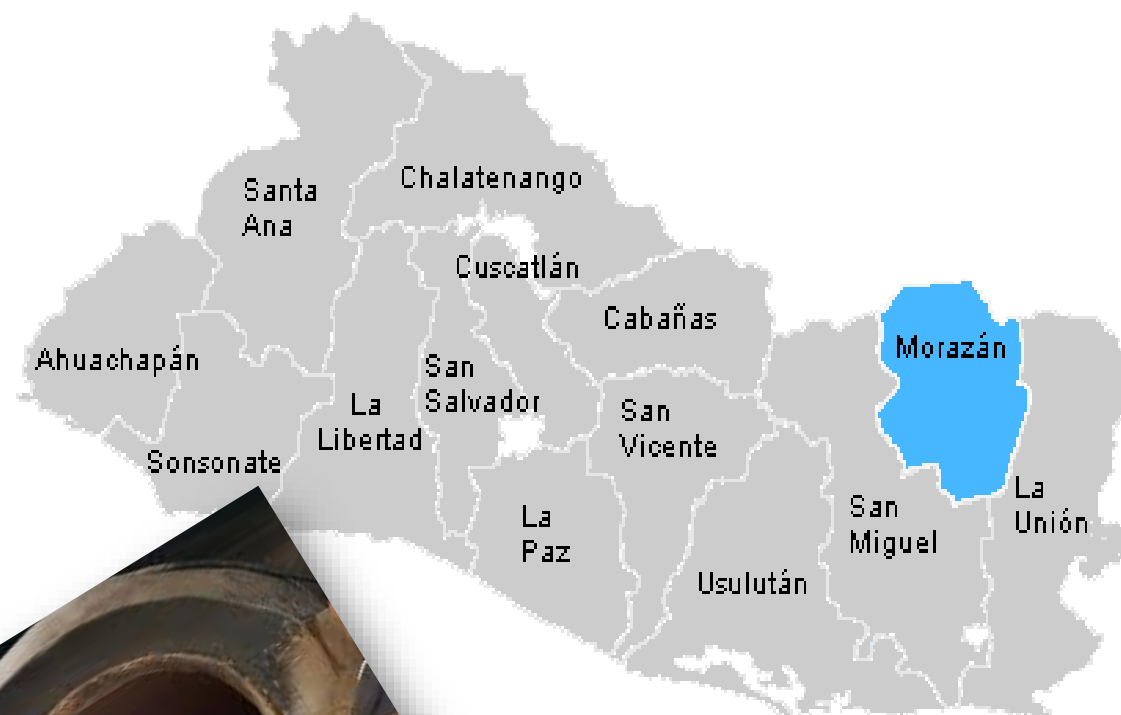 Chalatenango
Santa
Ana
Cuscatlán
Cabañas
Morazán
Ahuachapán
San
Salvador
La
Libertad
San
Vicente
Sonsonate
La
Paz
San
Miguel
La
Unión
Usulután